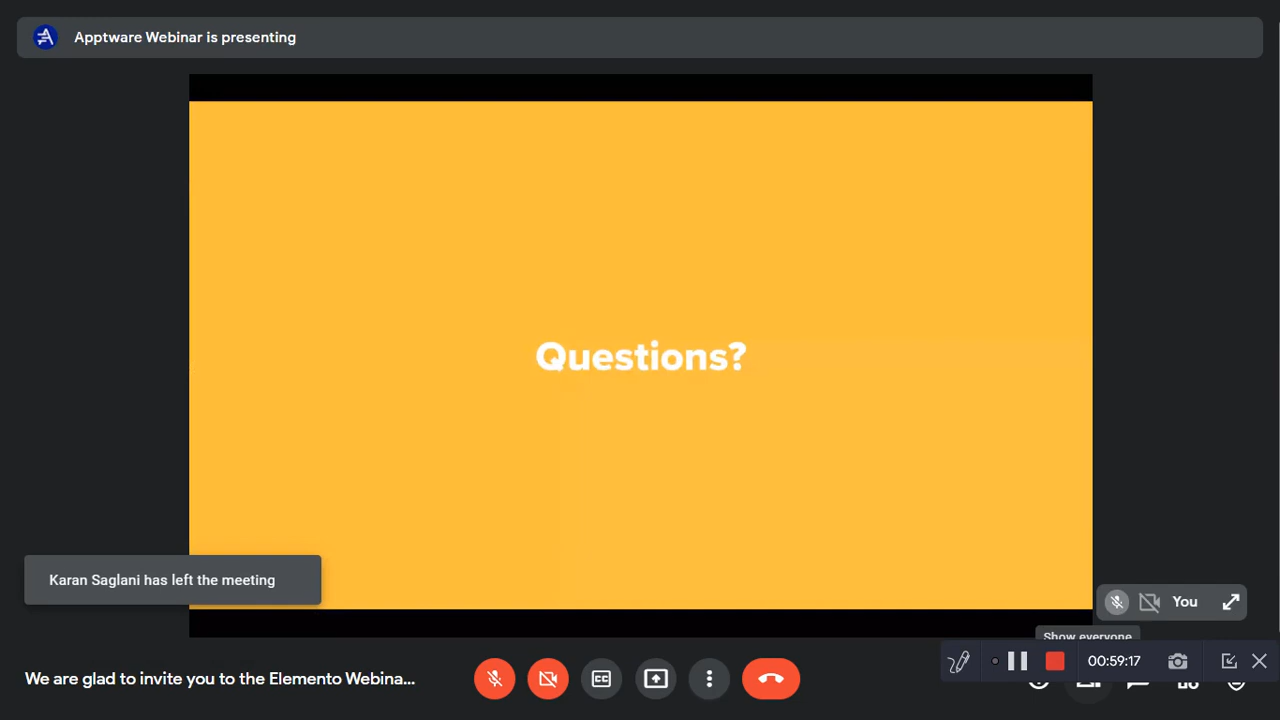 Apptware Webinar is presenting
Questions?
Karan Saglani has left the meeting
You
Show everyone
We are glad to invite you to the Elemento Webina...
00:59:17